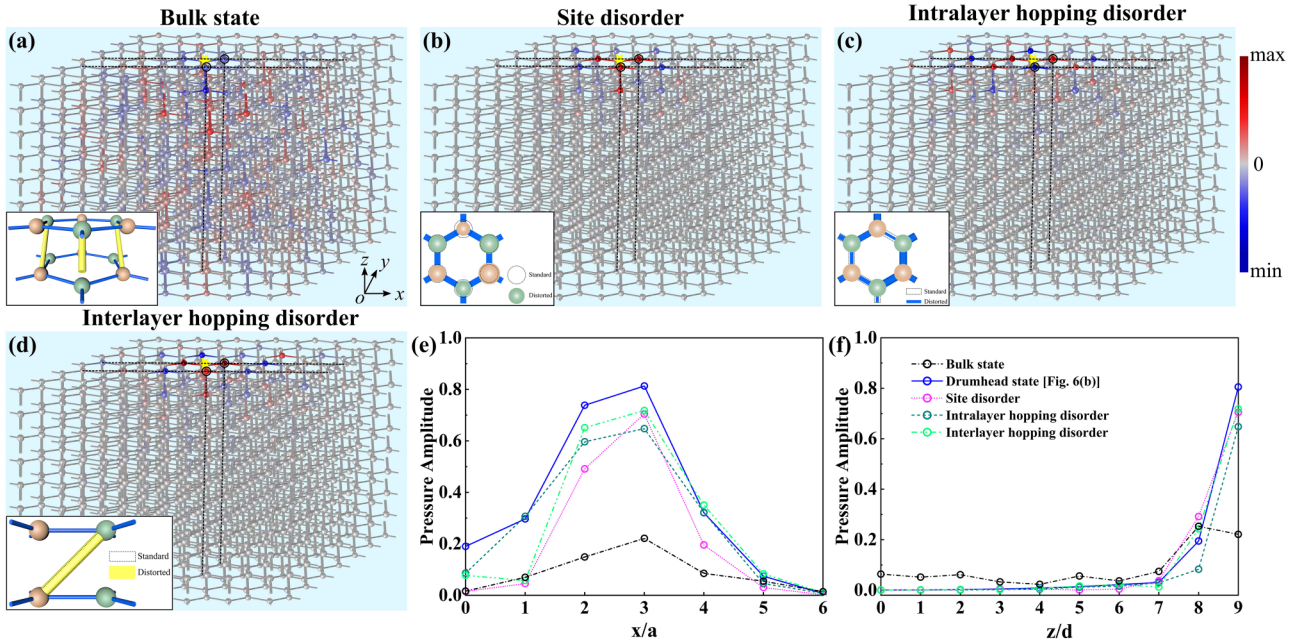 Bulk state
Site disorder
Intralayer hopping disorder
(a)
(b)
(c)
max
0
min
z
y
o
x
Standard
Distorted
Standard
Distorted
Interlayer hopping disorder
(d)
Standard
Distorted
(e)
Pressure Amplitude
1.0
0.8
0.6
0.4
0.2
0.0
0 1 2 3 4 5 6
x/a
(f)
Pressure Amplitude
1.0
0.8
0.6
0.4
0.2
0.0
Bulk state
Drumhead state [Fig. 6(b)]
Site disorder
Intralayer hopping disorder
Interlayer hopping disorder
0 1 2 3 4 5 6 7 8 9
z/d